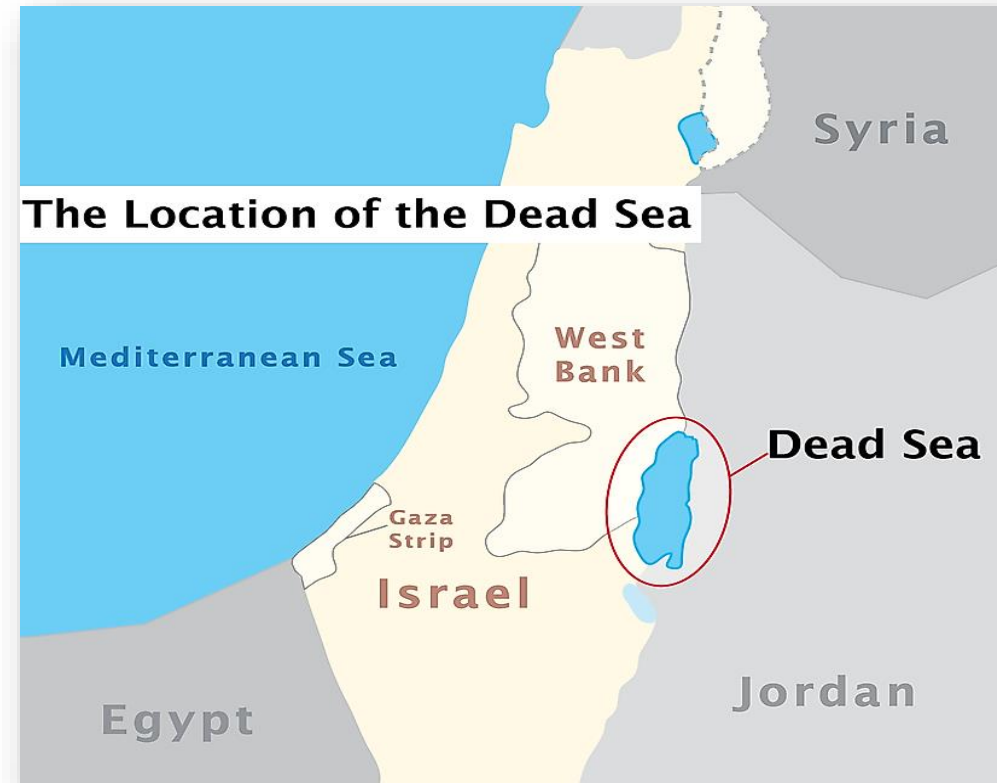 Syria
The Location of the Dead Sea
Mediterranean Sea
West
Bank
Dead Sea
Gaza
Strip
Israel
Jordan
Egypt